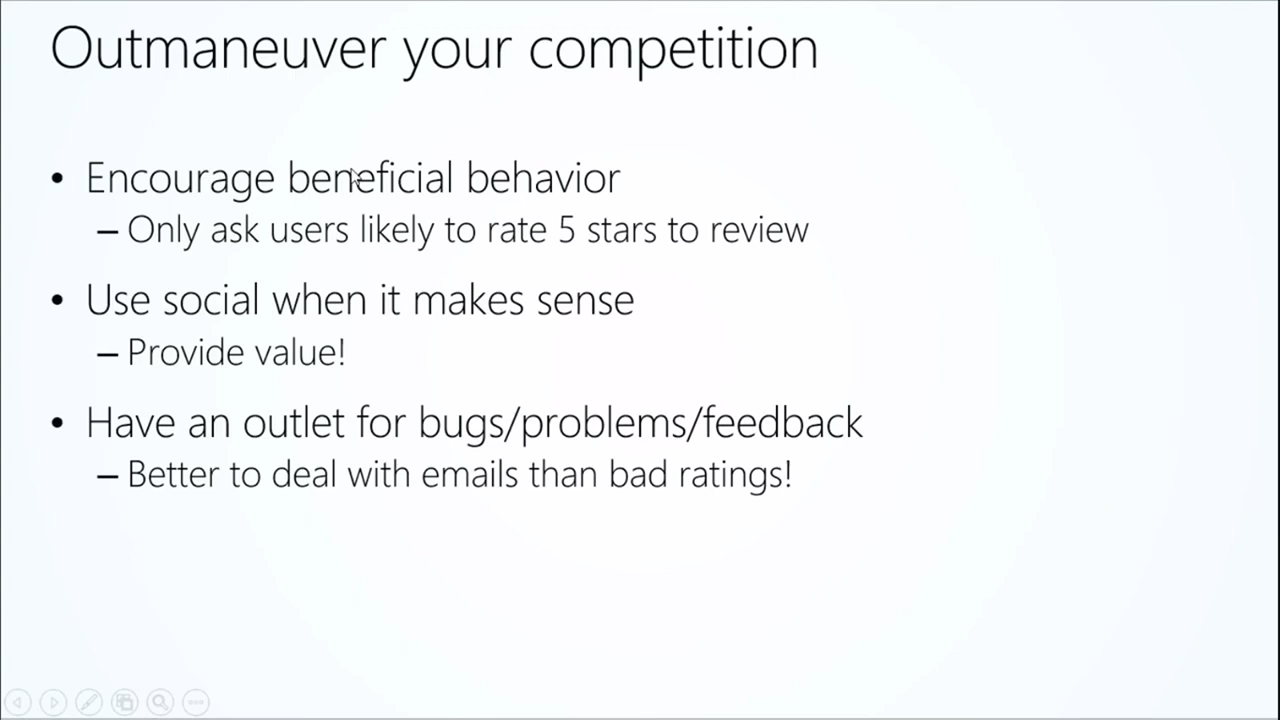 Outmaneuver your competition
• Encourage beneficial behavior
– Only ask users likely to rate 5 stars to review
• Use social when it makes sense
– Provide value!
• Have an outlet for bugs/problems/feedback
– Better to deal with emails than bad ratings!